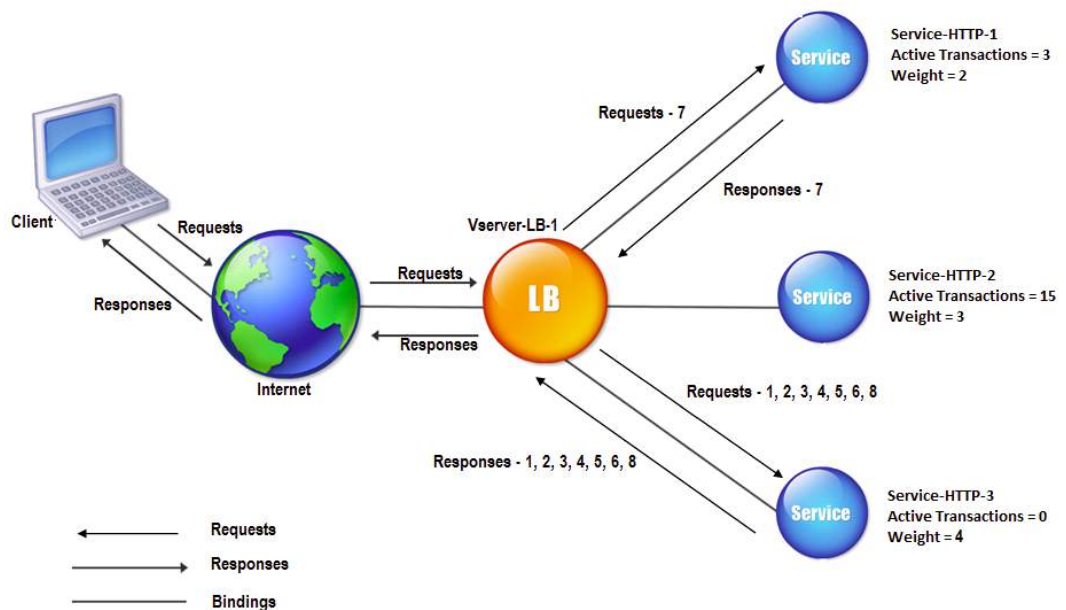 Service-HTTP-1
Active Transactions = 3
Weight = 2
Service
Requests - 7
Responses - 7
Client
Requests
Responses
Internet
Requests
Responses
Vserver-LB-1
LB
Service
Service-HTTP-2
Active Transactions = 15
Weight = 3
Requests - 1, 2, 3, 4, 5, 6, 8
Responses - 1, 2, 3, 4, 5, 6, 8
Service
Service-HTTP-3
Active Transactions = 0
Weight = 4
Requests
Responses
Bindings